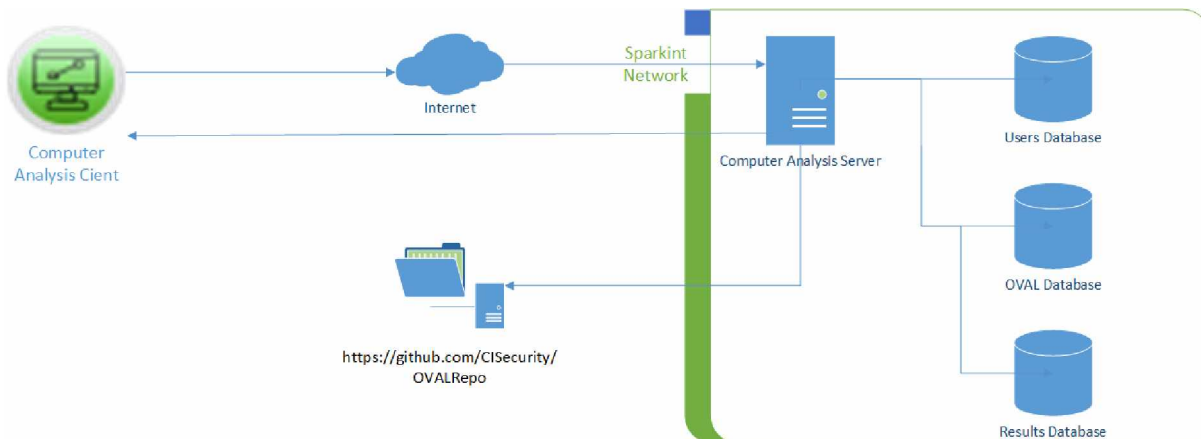 Sparkint
Network
Internet
Computer
Analysis Cient
Computer Analysis Server
Users Database
OVAL Database
https://github.com/CISecurity/
OVALRepo
Results Database